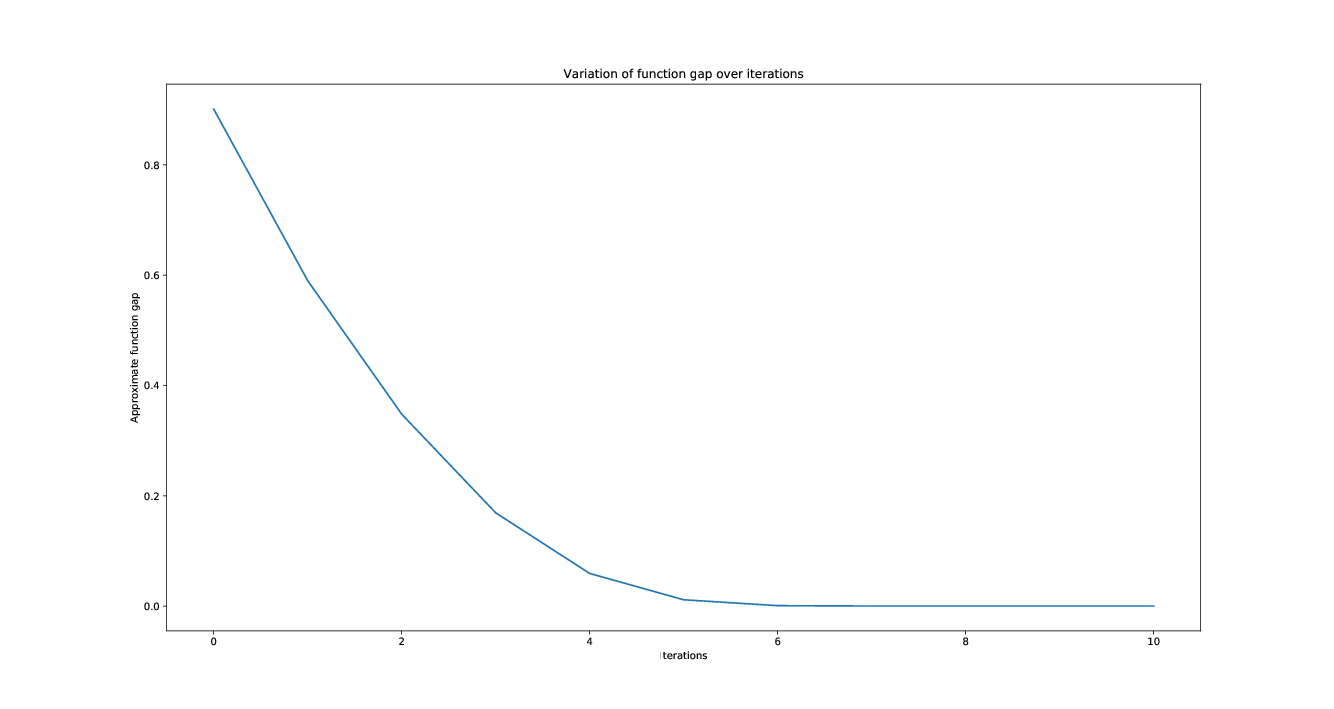 Variation of function gap over iterations
Approximate function gap
0.8
0.6
0.4
0.2
0.0
0 2 4 6 8 10
Iterations